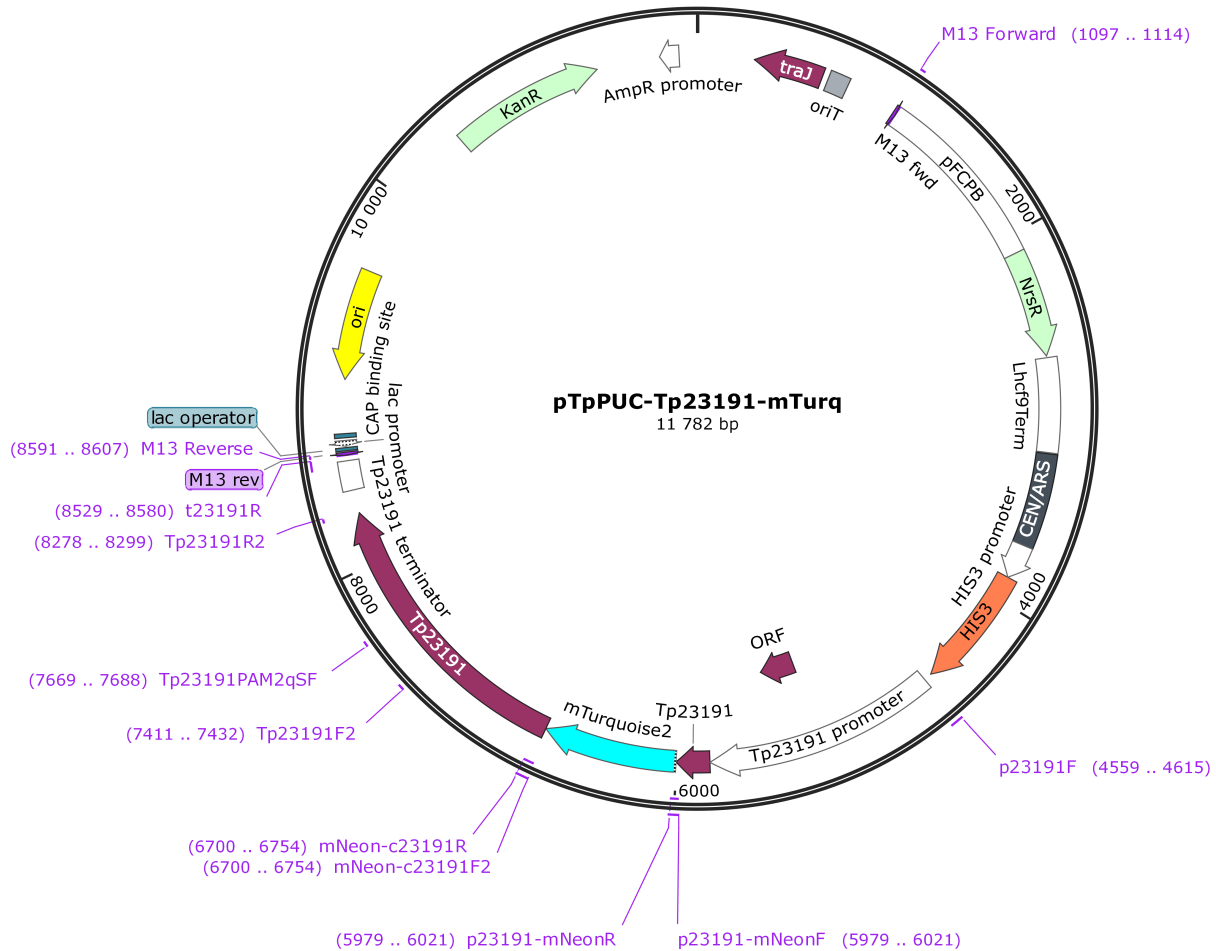 M13 Forward (1097 .. 1114)
traJ
oriT
AmpR promoter
KanR
M13 fwd
pFCPB
2000
NrsR
10 000
ori
CAP binding site
lac promoter
lac operator
(8591 .. 8607) M13 Reverse
M13 rev
(8529 .. 8580) t23191R
(8278 .. 8299) Tp23191R2
Tp23191 terminator
pTpPUC-Tp23191-mTurq
11 782 bp
Lhcf9Term
CEN/ARS
HIS3 promoter
4000
HIS3
8000
Tp23191
ORF
(7669 .. 7688) Tp23191PAM2qSF
(7411 .. 7432) Tp23191F2
mTurquoise2
Tp23191
Tp23191 promoter
p23191F (4559 .. 4615)
6000
(6700 .. 6754) mNeon-c23191R
(6700 .. 6754) mNeon-c23191F2
(5979 .. 6021) p23191-mNeonR
p23191-mNeonF (5979 .. 6021)